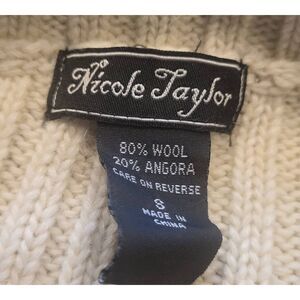 Nicole Taylor
80% WOOL
20% ANGORA
CARE ON REVERSE
S
MADE IN
CHINA